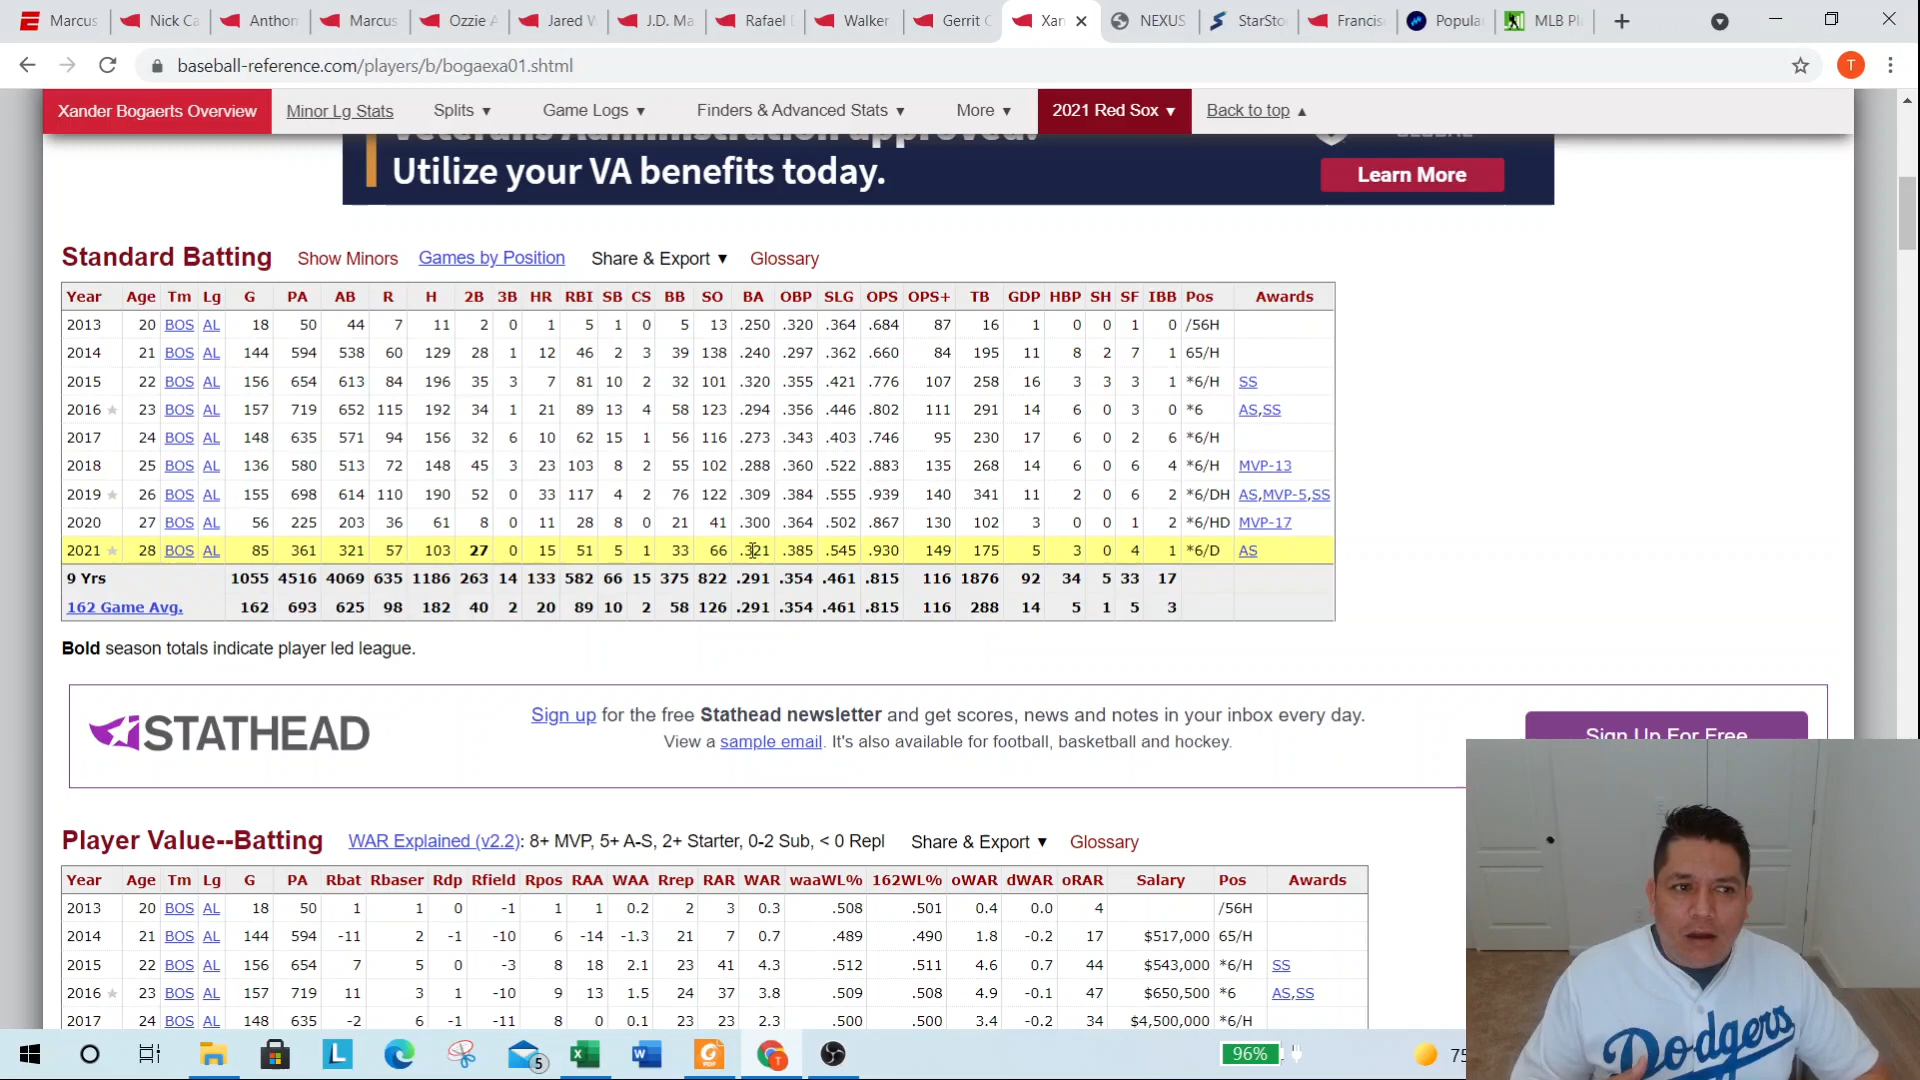 Marcus
Nick Ca
Anthon
Marcus
Ozzie A
Jared W
J.D. Ma
Rafael
Walker
Gerrit C
Xan
NEXUS
StarSto
Francis
Popula
MLB Pl
baseball-reference.com/players/b/bogaexa01.shtml
T
Xander Bogaerts Overview Minor Lg Stats Splits ▼ Game Logs ▼ Finders & Advanced Stats ▼ More ▼ 2021 Red Sox ▼ Back to top ▲
Veterans Administration approved.
Utilize your VA benefits today.
GLOBAL
Learn More
Standard Batting Show Minors Games by Position Share & Export ▼ Glossary
Year Age Tm Lg G PA AB R H 2B 3B HR RBI SB CS BB SO BA OBP SLG OPS OPS+ TB GDP HBP SH SF IBB Pos Awards
2013 20 BOS AL 18 50 44 7 11 2 0 1 5 1 0 5 13 .250 .320 .364 .684 87 16 1 0 0 1 0 /56H
2014 21 BOS AL 144 594 538 60 129 28 1 12 46 2 3 39 138 .240 .297 .362 .660 84 195 11 8 2 7 1 65/H
2015 22 BOS AL 156 654 613 84 196 35 3 7 81 10 2 32 101 .320 .355 .421 .776 107 258 16 3 3 3 1 *6/H SS
2016 ★ 23 BOS AL 157 719 652 115 192 34 1 21 89 13 4 58 123 .294 .356 .446 .802 111 291 14 6 0 3 0 *6 AS,SS
2017 24 BOS AL 148 635 571 94 156 32 6 10 62 15 1 56 116 .273 .343 .403 .746 95 230 17 6 0 2 6 *6/H
2018 25 BOS AL 136 580 513 72 148 45 3 23 103 8 2 55 102 .288 .360 .522 .883 135 268 14 6 0 6 4 *6/H MVP-13
2019 ★ 26 BOS AL 155 698 614 110 190 52 0 33 117 4 2 76 122 .309 .384 .555 .939 140 341 11 2 0 6 2 *6/DH AS,MVP-5,SS
2020 27 BOS AL 56 225 203 36 61 8 0 11 28 8 0 21 41 .300 .364 .502 .867 130 102 3 0 0 1 2 *6/HD MVP-17
2021 ★ 28 BOS AL 85 361 321 57 103 27 0 15 51 5 1 33 66 .321 .385 .545 .930 149 175 5 3 0 4 1 *6/D AS
9 Yrs 1055 4516 4069 635 1186 263 14 133 582 66 15 375 822 .291 .354 .461 .815 116 1876 92 34 5 33 17
162 Game Avg. 162 693 625 98 182 40 2 20 89 10 2 58 126 .291 .354 .461 .815 116 288 14 5 1 5 3
Bold season totals indicate player led league.
STATHEAD
Sign up for the free Stathead newsletter and get scores, news and notes in your inbox every day.
View a sample email. It's also available for football, basketball and hockey.
Sign Up For Free
Player Value--Batting WAR Explained (v2.2): 8+ MVP, 5+ A-S, 2+ Starter, 0-2 Sub, < 0 Repl Share & Export ▼ Glossary
Year Age Tm Lg G PA Rbat Rbaser Rdp Rfield Rpos RAA WAA Rrep RAR WAR waaWL% 162WL% oWAR dWAR oRAR Salary Pos Awards
2013 20 BOS AL 18 50 1 1 0 -1 1 1 0.2 2 3 0.3 .508 .501 0.4 0.0 4 /56H
2014 21 BOS AL 144 594 -11 2 -1 -10 6 -14 -1.3 21 7 0.7 .489 .490 1.8 -0.2 17 $517,000 65/H
2015 22 BOS AL 156 654 7 5 0 -3 8 18 2.1 23 41 4.3 .512 .511 4.6 0.7 44 $543,000 *6/H SS
2016 ★ 23 BOS AL 157 719 11 3 1 -10 9 13 1.5 24 37 3.8 .509 .508 4.9 -0.1 47 $650,500 *6 AS,SS
2017 24 BOS AL 148 635 -2 6 -1 -11 8 0 0.1 23 23 2.3 .500 .500 3.4 -0.2 34 $4,500,000 *6/H
Dodgers
L
5
96%
75